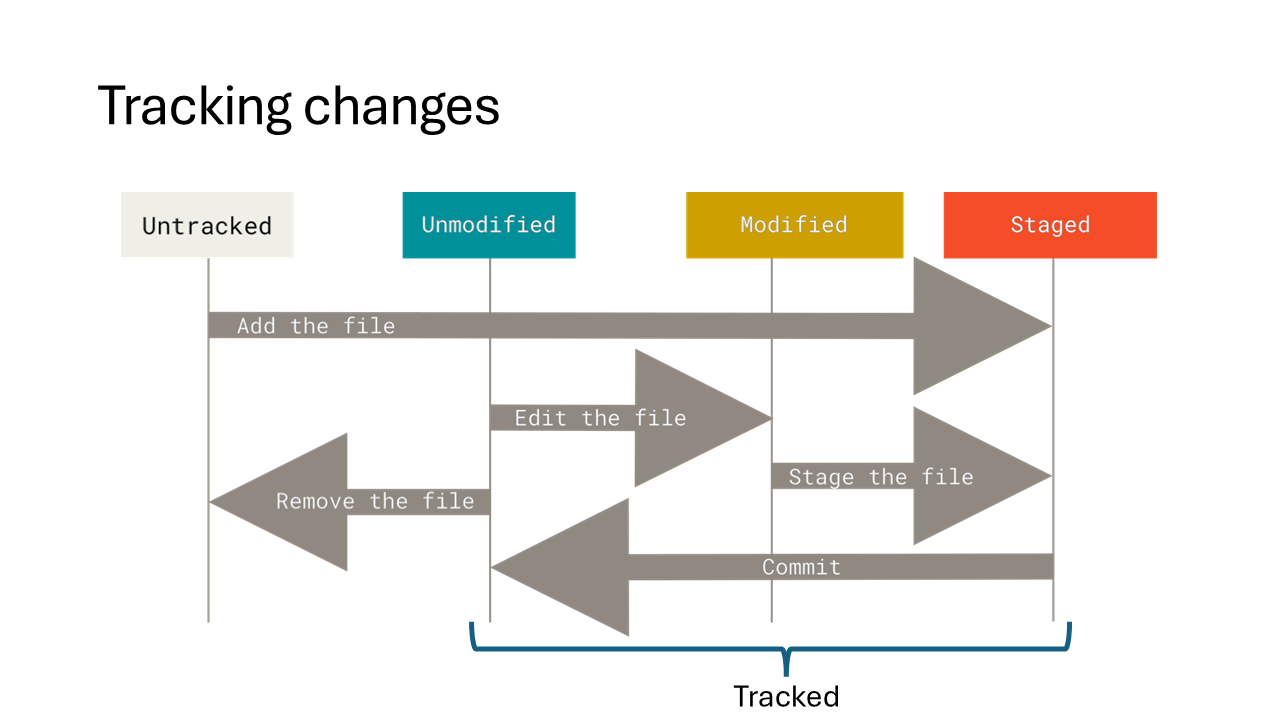 Tracking changes
Untracked
Unmodified
Modified
Staged
Add the file
Edit the file
Stage the file
Remove the file
Commit
Tracked